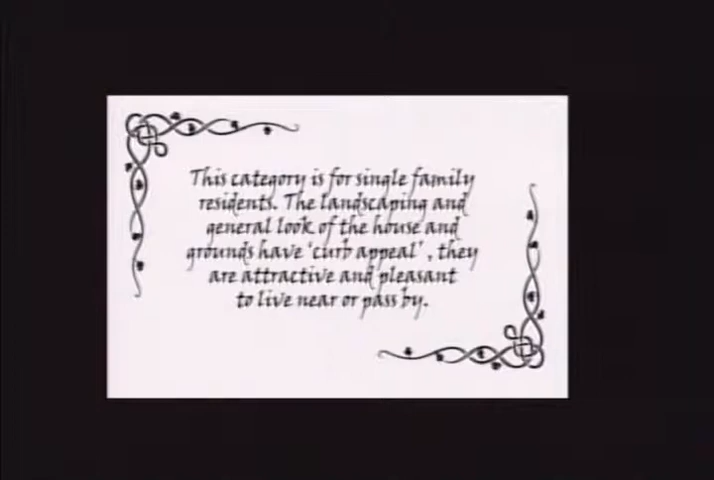 This category is for single family
residents. The landscaping and
general look of the house and
grounds have 'curb appeal' , they
are attractive and pleasant
to live near or pass by.